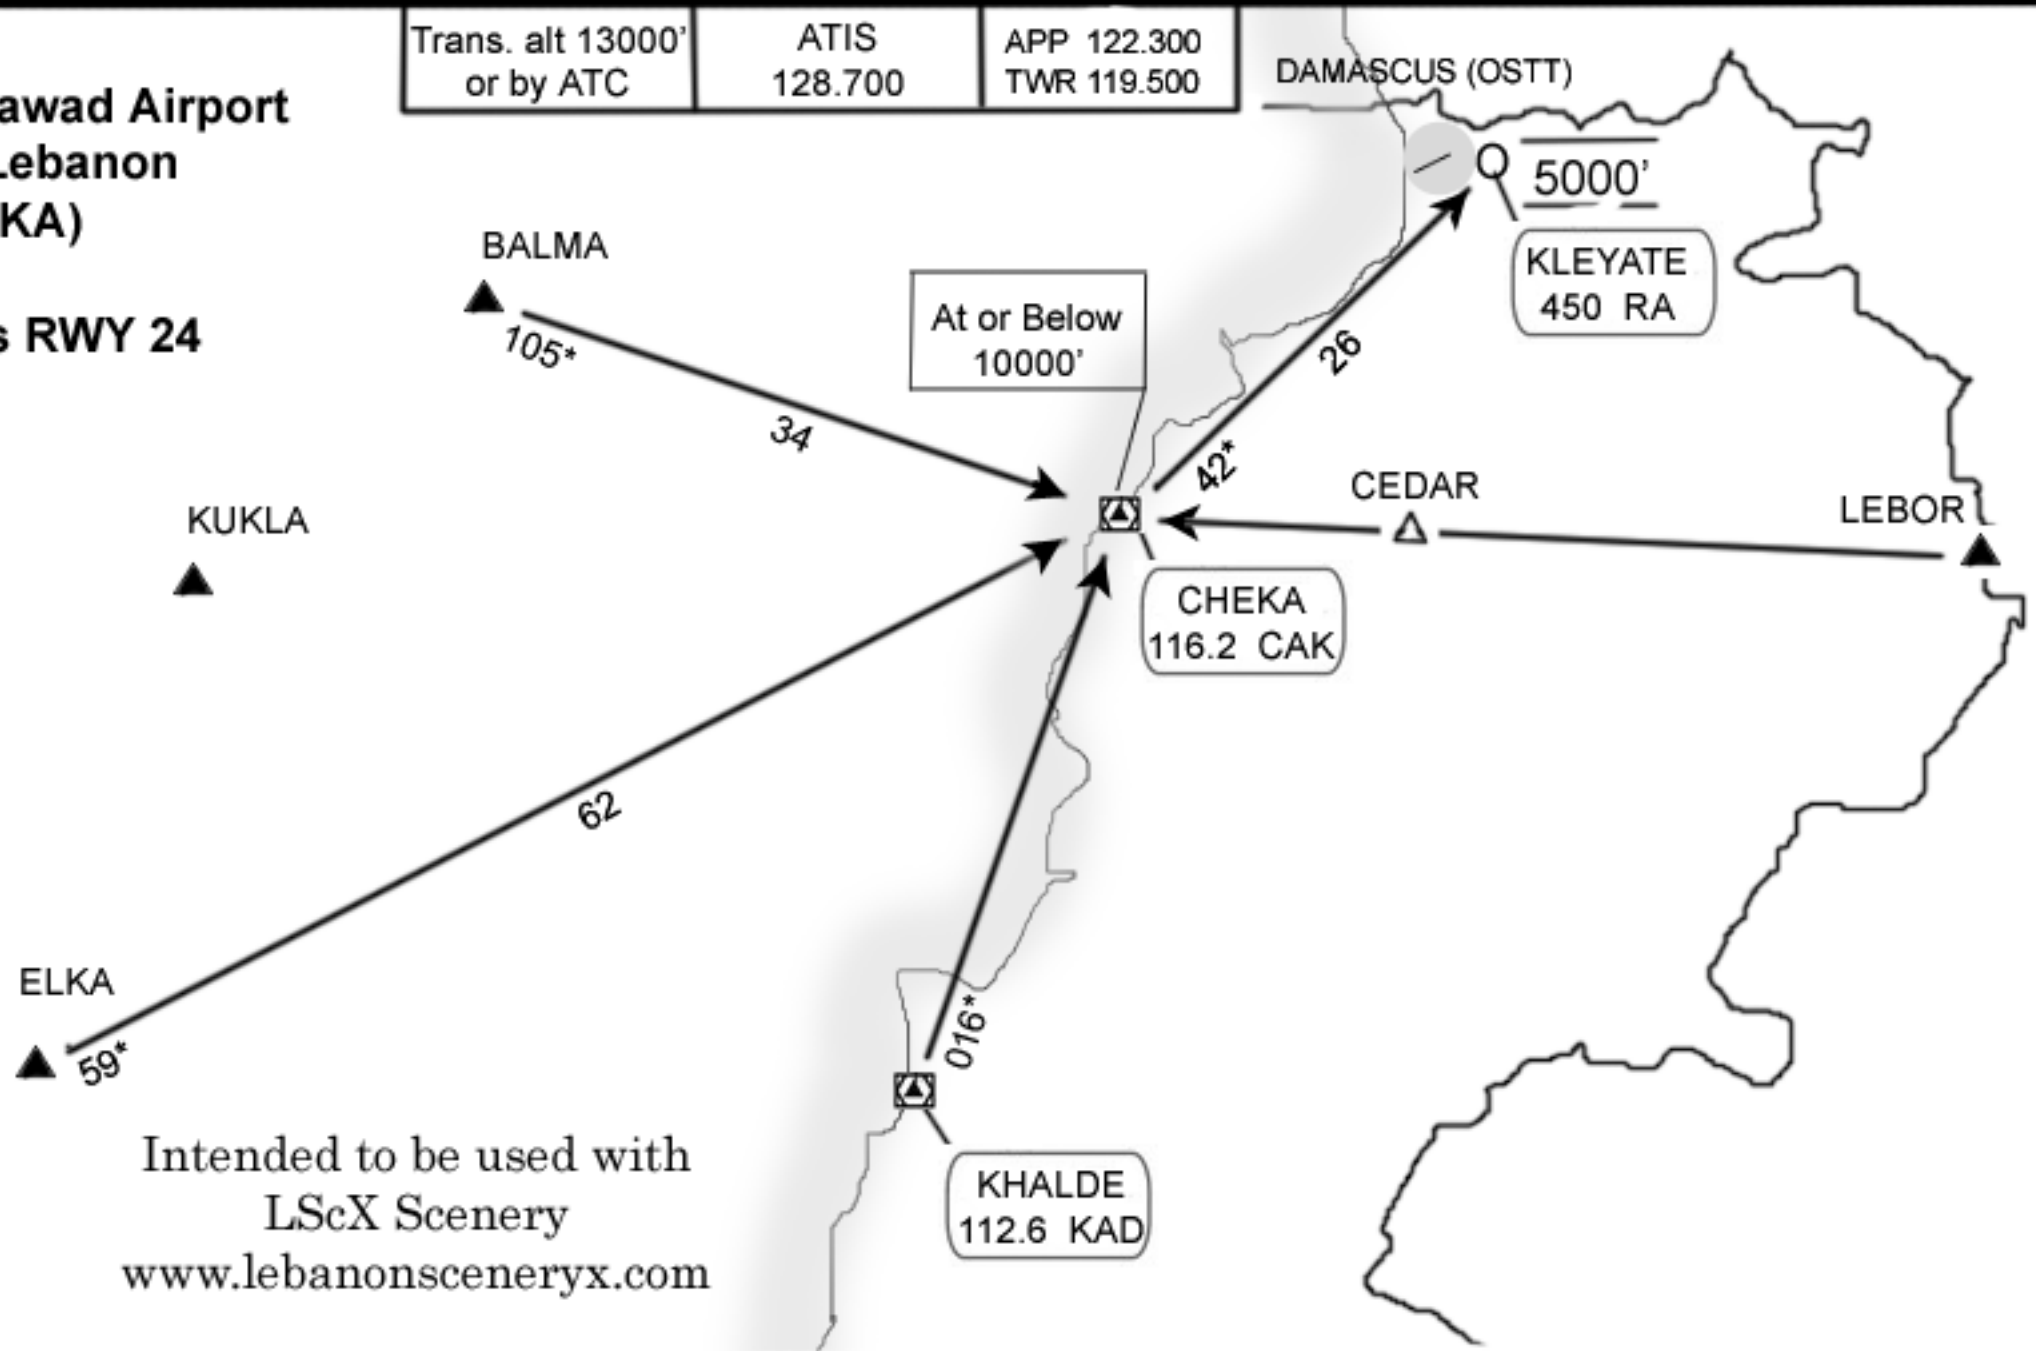 Trans. alt 13000'
or by ATC
ATIS
128.700
APP 122.300
TWR 119.500
awad Airport
Lebanon
KA)
s RWY 24
DAMASCUS (OSTT)
5000'
KLEYATE
450 RA
BALMA
105*
34
At or Below
10000'
26
42*
CEDAR
LEBOR
KUKLA
CHEKA
116.2 CAK
62
ELKA
59*
016*
KHALDE
112.6 KAD
Intended to be used with
LScX Scenery
www.lebanonsceneryx.com